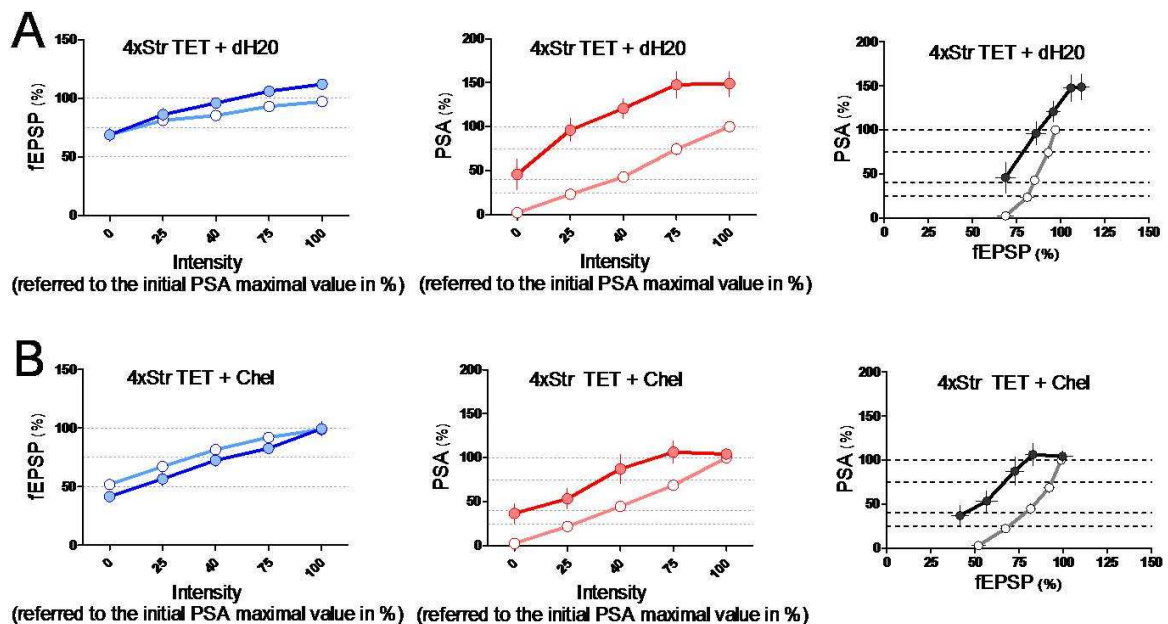 A
4xStr TET + dH20
fEPSP (%)
150
100
50
0
0
25
40
75
100
Intensity
(referred to the initial PSA maximal value in %)
4xStr TET + dH20
PSA (%)
200
150
100
50
0
0
25
40
75
100
Intensity
(referred to the initial PSA maximal value in %)
4xStr TET + dH20
PSA (%)
200
150
100
50
0
0
25
50
75
100
125
150
fEPSP (%)
B
4xStr TET + Chel
fEPSP (%)
150
100
50
0
0
25
40
75
100
Intensity
(referred to the initial PSA maximal value in %)
4xStr TET + Chel
PSA (%)
200
150
100
50
0
0
25
40
75
100
Intensity
(referred to the initial PSA maximal value in %)
4xStr TET + Chel
PSA (%)
200
150
100
50
0
0
25
50
75
100
125
150
fEPSP (%)